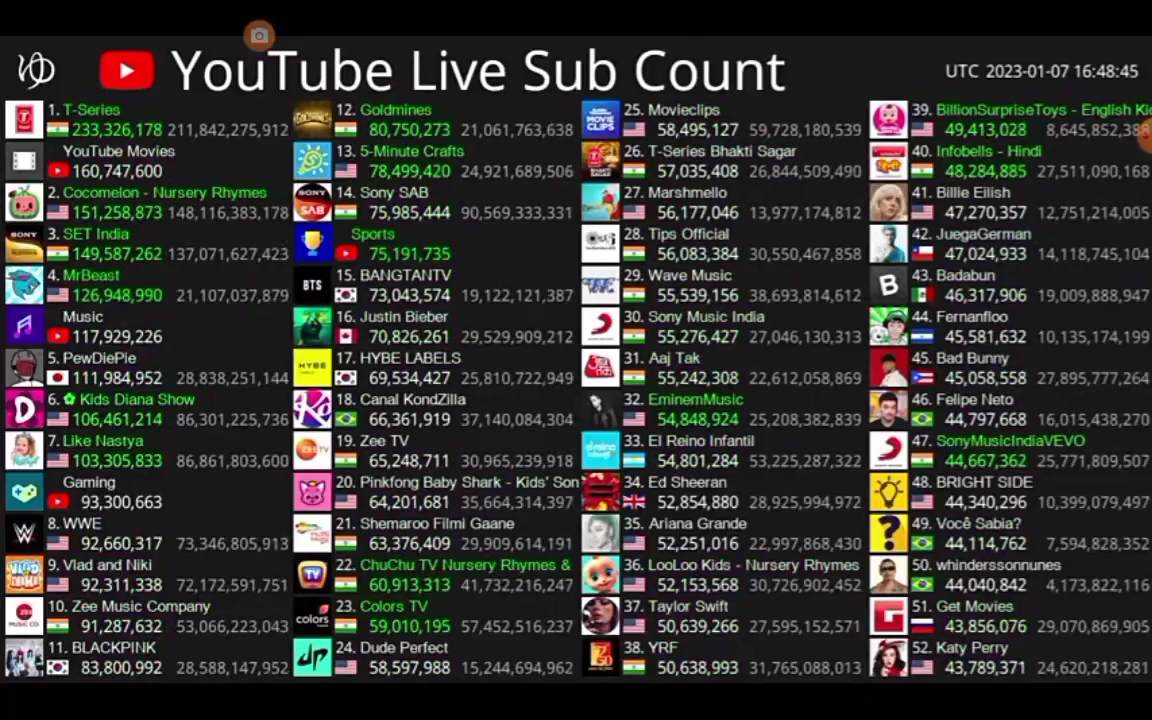 YouTube Live Sub Count
UTC 2023-01-07 16:48:45
1. T-Series
233,326,178 211,842,275,912
YouTube Movies
160,747,600
2. Cocomelon - Nursery Rhymes
151,258,873 148,116,383,178
3. SET India
149,587,262 137,071,627,423
4. MrBeast
126,948,990 21,107,037,879
Music
117,929,226
5. PewDiePie
111,984,952 28,838,251,144
6. ✿ Kids Diana Show
106,461,214 86,301,225,736
7. Like Nastya
103,305,833 86,861,803,600
Gaming
93,300,663
8. WWE
92,660,317 73,346,805,913
9. Vlad and Niki
92,311,338 72,172,591,751
10. Zee Music Company
91,287,632 53,066,223,043
11. BLACKPINK
83,800,992 28,588,147,952
12. Goldmines
80,750,273 21,061,763,638
13. 5-Minute Crafts
78,499,420 24,921,689,506
14. Sony SAB
75,985,444 90,569,333,331
Sports
75,191,735
15. BANGTANTV
73,043,574 19,122,121,387
16. Justin Bieber
70,826,261 29,529,909,212
17. HYBE LABELS
69,534,427 25,810,722,949
18. Canal KondZilla
66,361,919 37,140,084,304
19. Zee TV
65,248,711 30,965,239,918
20. Pinkfong Baby Shark - Kids' Son
64,201,681 35,664,314,397
21. Shemaroo Filmi Gaane
63,376,409 29,909,614,191
22. ChuChu TV Nursery Rhymes &
60,913,313 41,732,216,247
23. Colors TV
59,010,195 57,452,516,237
24. Dude Perfect
58,597,988 15,244,694,962
25. Movieclips
58,495,127 59,728,180,539
26. T-Series Bhakti Sagar
57,035,408 26,844,509,490
27. Marshmello
56,177,046 13,977,174,812
28. Tips Official
56,083,384 30,550,467,858
29. Wave Music
55,539,156 38,693,814,612
30. Sony Music India
55,276,427 27,046,130,313
31. Aaj Tak
55,242,308 22,612,058,869
32. EminemMusic
54,848,924 25,208,382,839
33. El Reino Infantil
54,801,284 53,225,287,322
34. Ed Sheeran
52,854,880 28,925,994,972
35. Ariana Grande
52,251,016 22,997,868,430
36. LooLoo Kids - Nursery Rhymes
52,153,568 30,726,902,452
37. Taylor Swift
50,639,266 27,595,152,571
38. YRF
50,638,993 31,765,088,013
39. BillionSurpriseToys - English Ki
49,413,028 8,645,852,388
40. Infobells - Hindi
48,284,885 27,511,090,168
41. Billie Eilish
47,270,357 12,751,214,005
42. JuegaGerman
47,024,933 14,118,745,104
43. Badabun
46,317,906 19,009,888,947
44. Fernanfloo
45,581,632 10,135,174,199
45. Bad Bunny
45,058,558 27,895,777,264
46. Felipe Neto
44,797,668 16,015,438,270
47. SonyMusicIndiaVEVO
44,667,362 25,771,809,507
48. BRIGHT SIDE
44,340,296 10,399,079,497
49. Você Sabia?
44,114,762 7,594,828,352
50. whinderssonnunes
44,040,842 4,173,822,116
51. Get Movies
43,856,076 29,070,869,905
52. Katy Perry
43,789,371 24,620,218,281